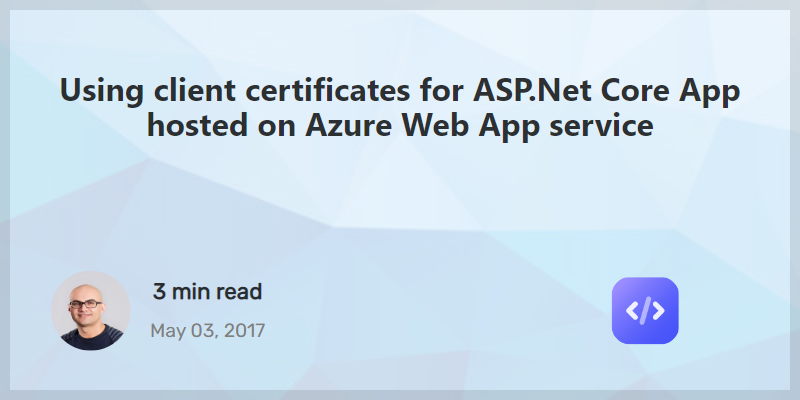 Using client certificates for ASP.Net Core App
hosted on Azure Web App service
3 min read
May 03, 2017